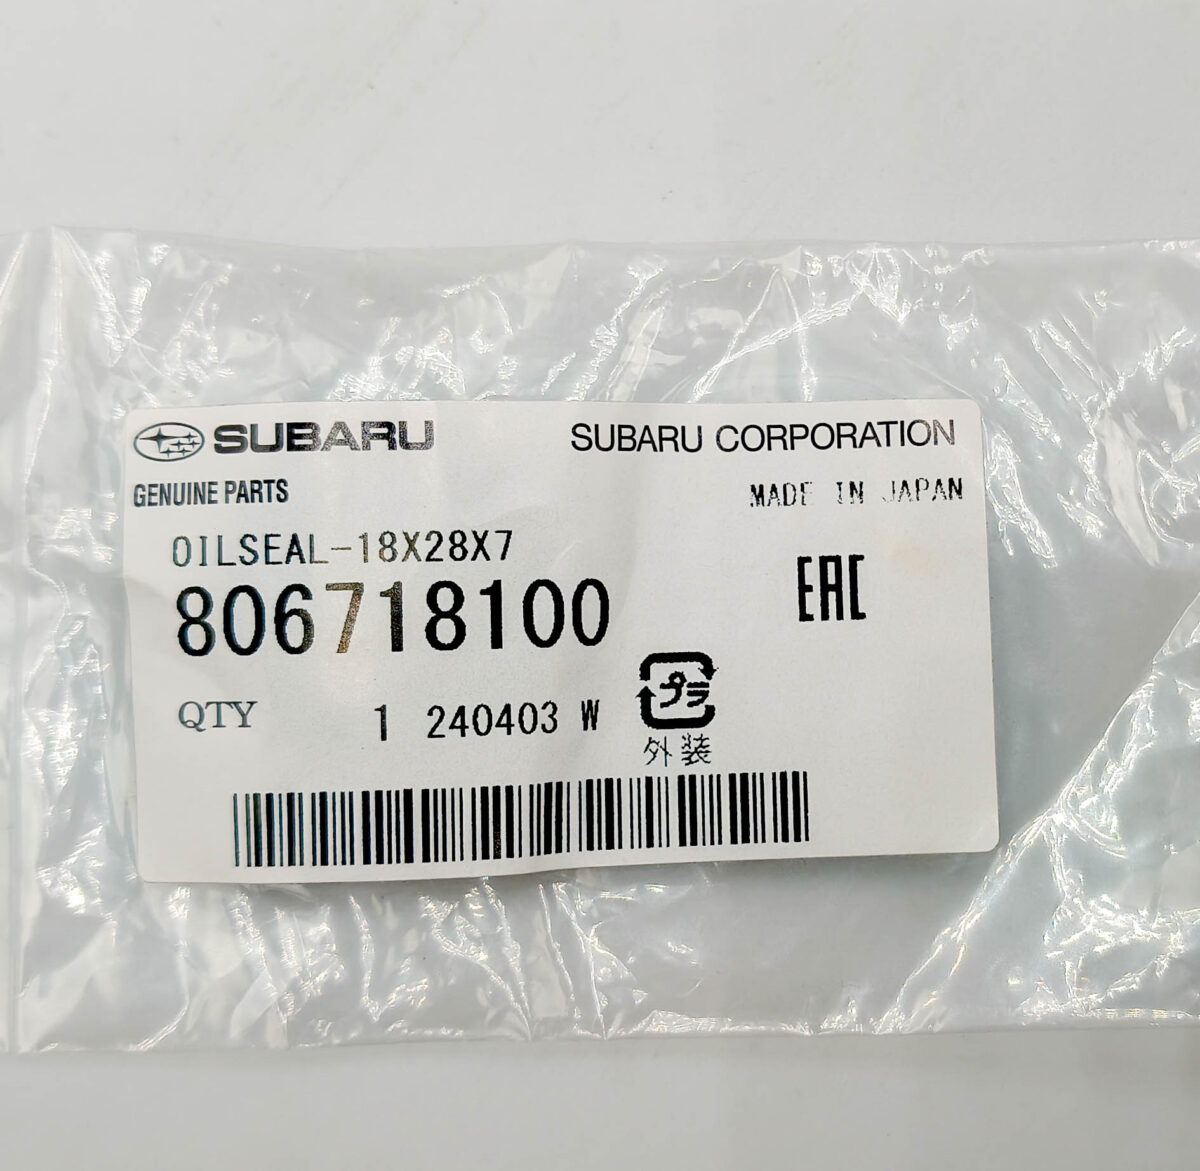 SUBARU
SUBARU CORPORATION
GENUINE PARTS
MADE IN JAPAN
OILSEAL-18X28X7
806718100
EAC
プラ
QTY 1 240403 W
外装